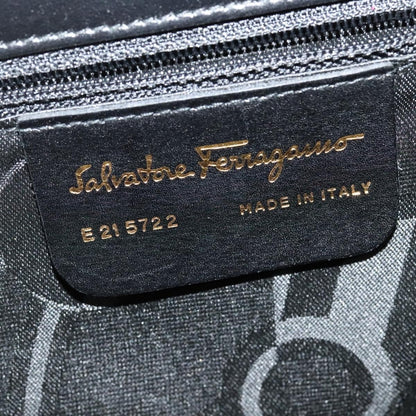 Salvatore Ferragamo
E 21 5722 MADE IN ITALY